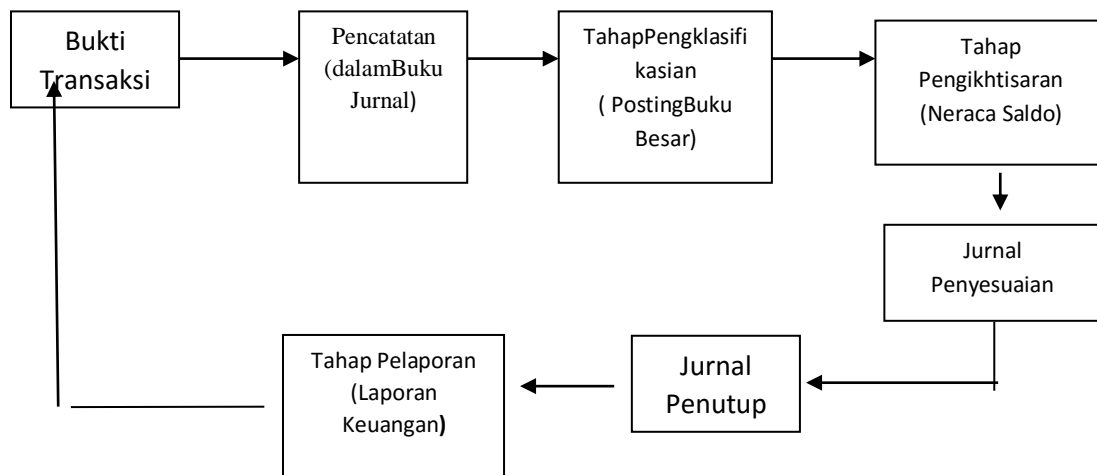 Bukti
Transaksi
Pencatatan
(dalamBuku
Jurnal)
TahapPengklasifi
kasian
( PostingBuku
Besar)
Tahap
Pengikhtisaran
(Neraca Saldo)
Jurnal
Penyesuaian
Jurnal
Penutup
Tahap Pelaporan
(Laporan
Keuangan)